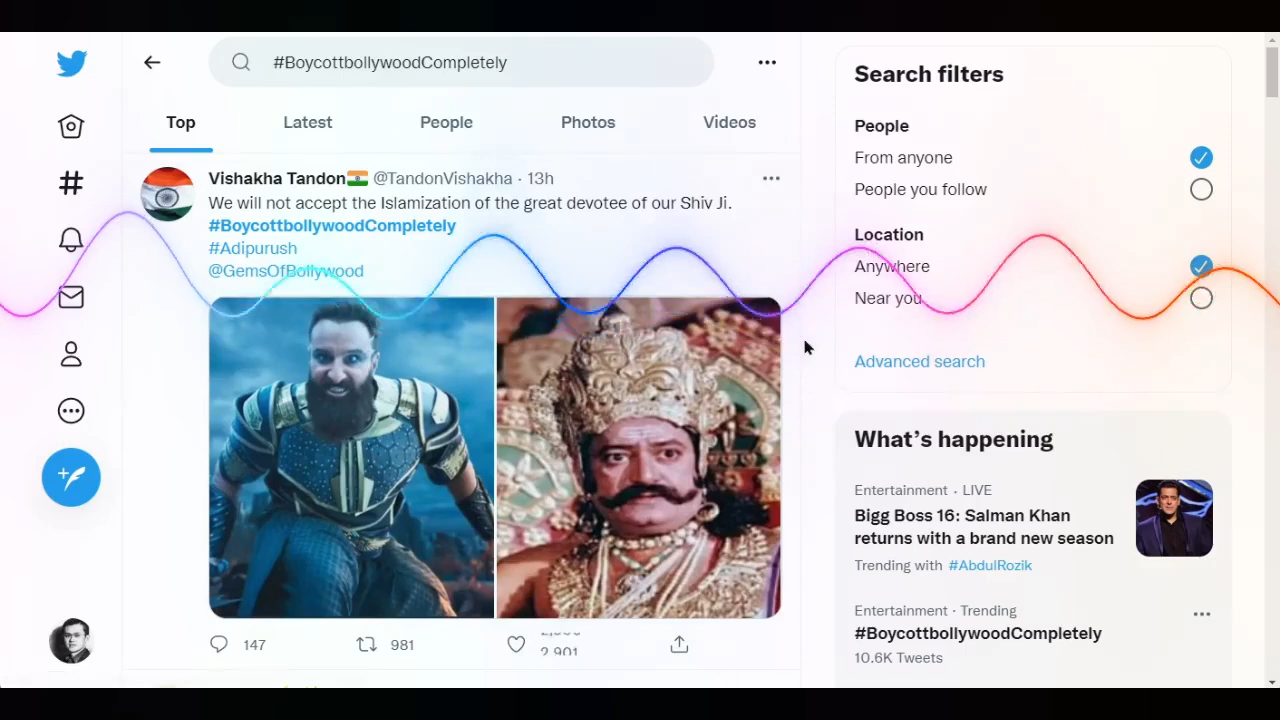 #BoycottbollywoodCompletely
Top Latest People Photos Videos
Vishakha Tandon @TandonVishakha · 13h
We will not accept the Islamization of the great devotee of our Shiv Ji.
#BoycottbollywoodCompletely
#Adipurush
@GemsOfBollywood
147 981 2,901
Search filters
People
From anyone
People you follow
Location
Anywhere
Near you
Advanced search
What's happening
Entertainment · LIVE
Bigg Boss 16: Salman Khan
returns with a brand new season
Trending with #AbdulRozik
Entertainment · Trending
#BoycottbollywoodCompletely
10.6K Tweets